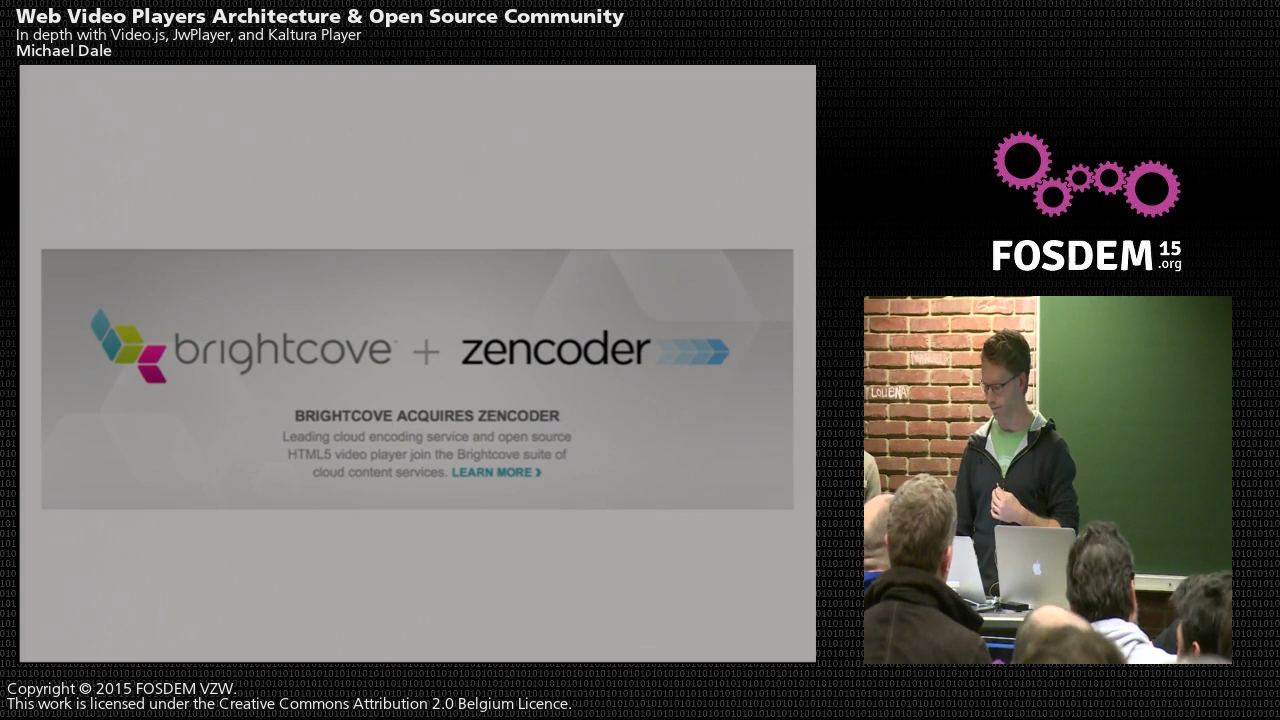 Web Video Players Architecture & Open Source Community
In depth with Video.js, JwPlayer, and Kaltura Player
Michael Dale
brightcove + zencoder
BRIGHTCOVE ACQUIRES ZENCODER
Leading cloud encoding service and open source
HTML5 video player join the Brightcove suite of
cloud content services. LEARN MORE ›
FOSDEM 15
.org
LOUBNA
Copyright © 2015 FOSDEM VZW.
This work is licensed under the Creative Commons Attribution 2.0 Belgium Licence.